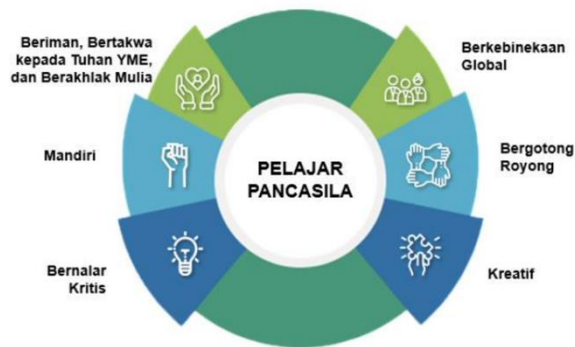 Beriman, Bertakwa
kepada Tuhan YME,
dan Berakhlak Mulia
Berkebinekaan
Global
Mandiri
PELAJAR
PANCASILA
Bergotong
Royong
Bernalar
Kritis
Kreatif